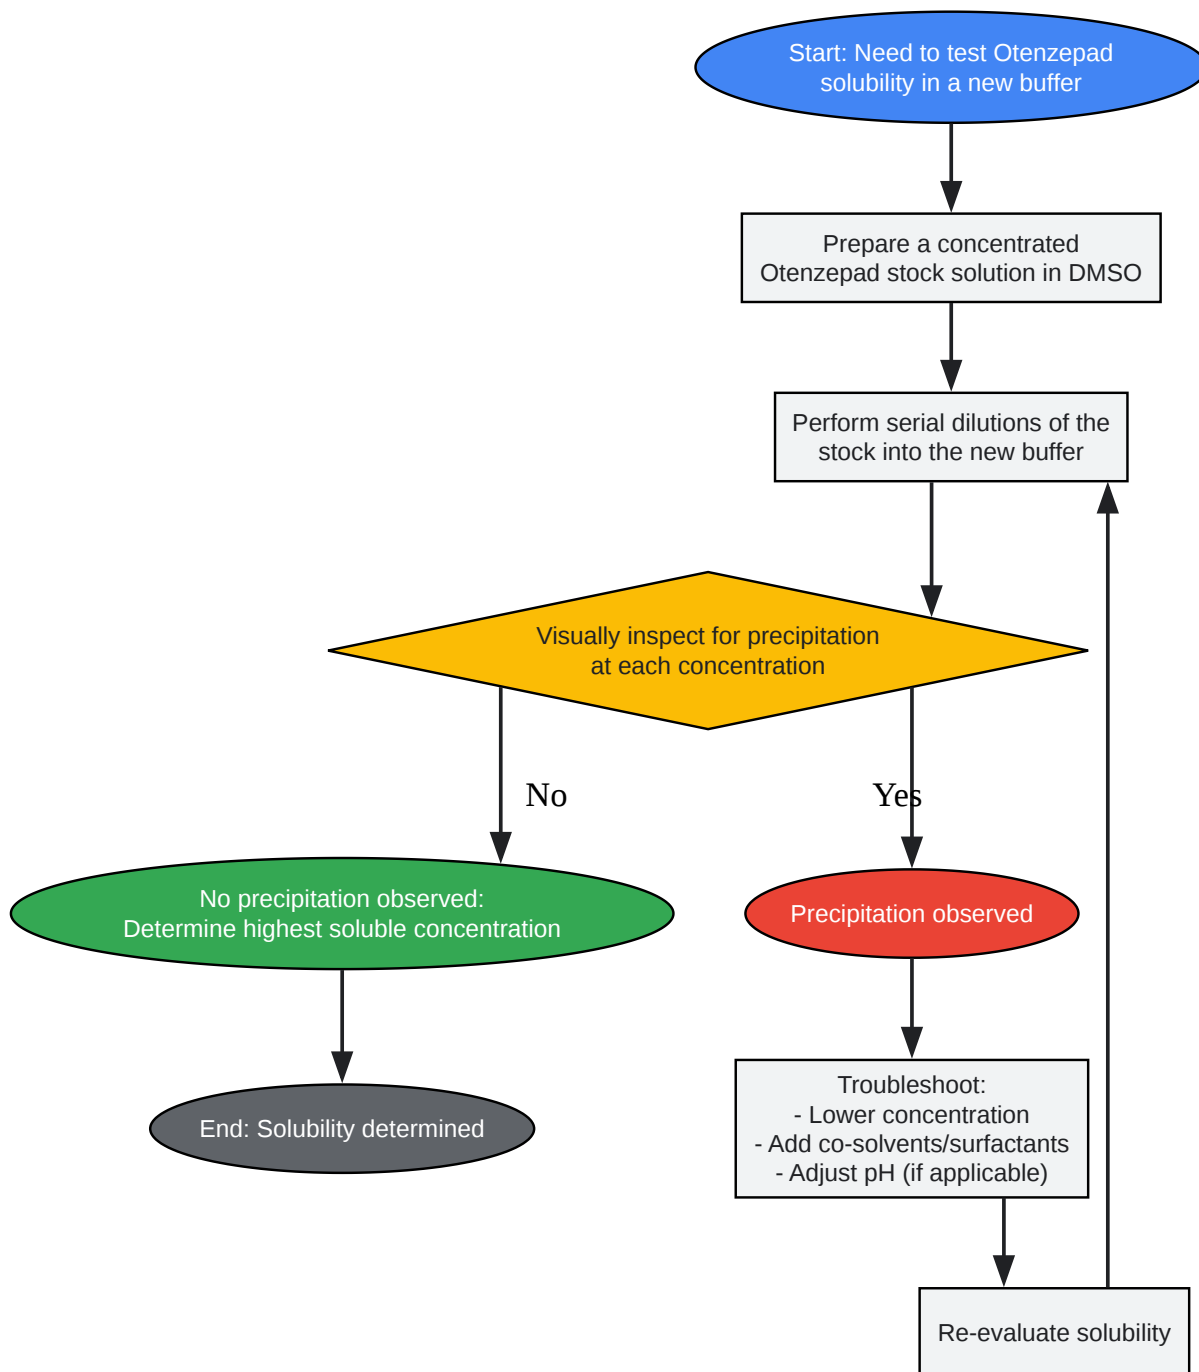 Start: Need to test Otenzepad
solubility in a new buffer
Prepare a concentrated
Otenzepad stock solution in DMSO
Perform serial dilutions of the
stock into the new buffer
Visually inspect for precipitation
at each concentration
No
Yes
No precipitation observed:
Determine highest soluble concentration
Precipitation observed
End: Solubility determined
Troubleshoot:
- Lower concentration
- Add co-solvents/surfactants
- Adjust pH (if applicable)
Re-evaluate solubility